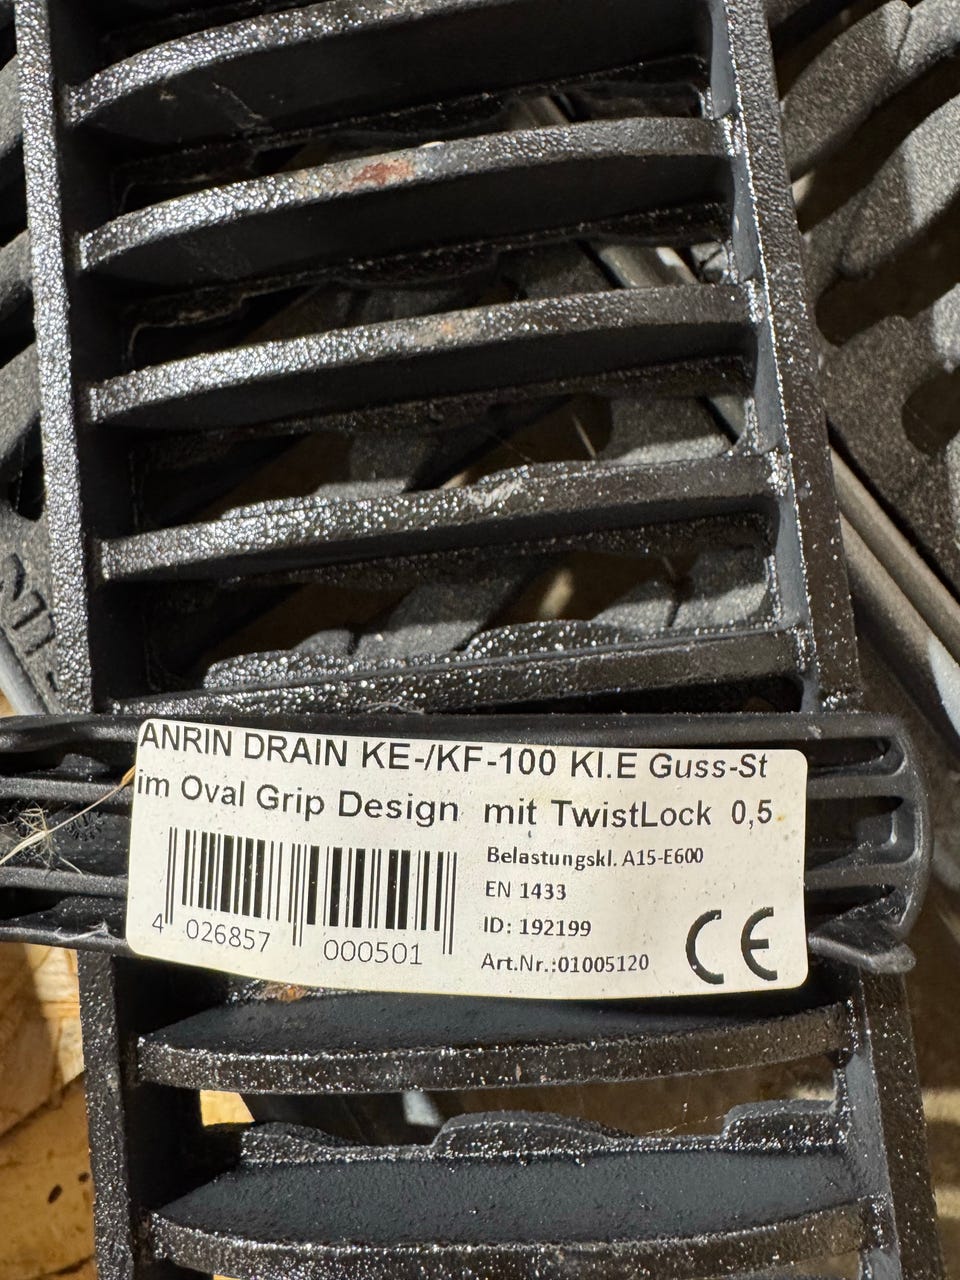 ANRIN DRAIN KE-/KF-100 Kl.E Guss-St
im Oval Grip Design mit TwistLock 0,5
Belastungskl. A15-E600
EN 1433
ID: 192199
Art.Nr.:01005120
4 026857 000501
CE